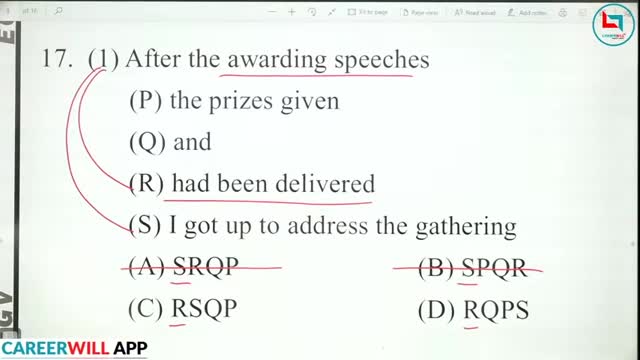 of 16
Fit to page
Page view
Read aloud
Add notes
CAREERWILL
17. (1) After the awarding speeches
(P) the prizes given
(Q) and
(R) had been delivered
(S) I got up to address the gathering
(A) SRQP (B) SPQR
(C) RSQP (D) RQPS
CAREERWILL APP